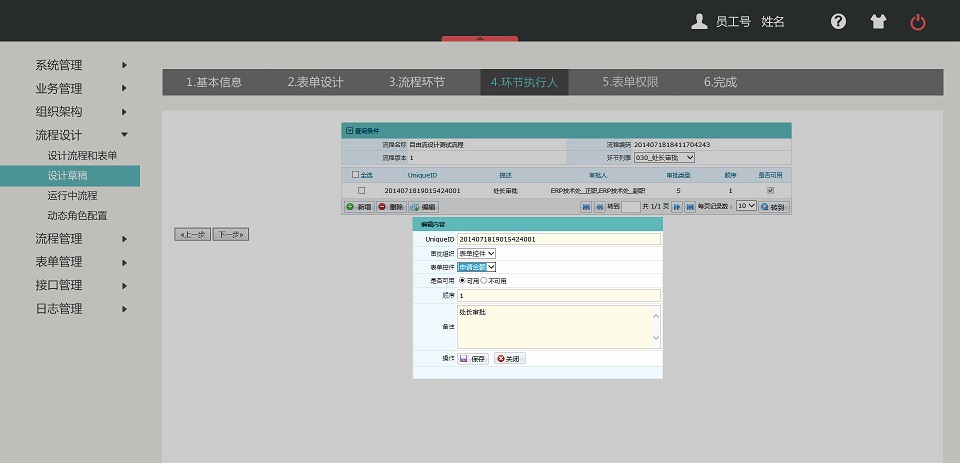 员工号 姓名
系统管理
业务管理
组织架构
流程设计
设计流程和表单
设计草稿
运行中流程
动态角色配置
流程管理
表单管理
接口管理
日志管理
1.基本信息 2.表单设计 3.流程环节 4.环节执行人 5.表单权限 6.完成
查询条件
流程名称 自由流设计测试流程 流程编码 2014071818411704243
流程版本 1 环节列表 030_处长审批
全选 UniqueID 描述 审批人 审批类型 顺序 是否可用
2014071819015424001 处长审批 ERP技术处_正职,ERP技术处_副职 S 1
新增 删除 编辑 转到 共 1/1 页 每页记录数: 10 转到
«上一步 下一步»
编辑内容
UniqueID 2014071819015424001
审批组织 表单控件
表单控件 申请金额
是否可用 可用 不可用
顺序 1
备注 处长审批
操作 保存 关闭